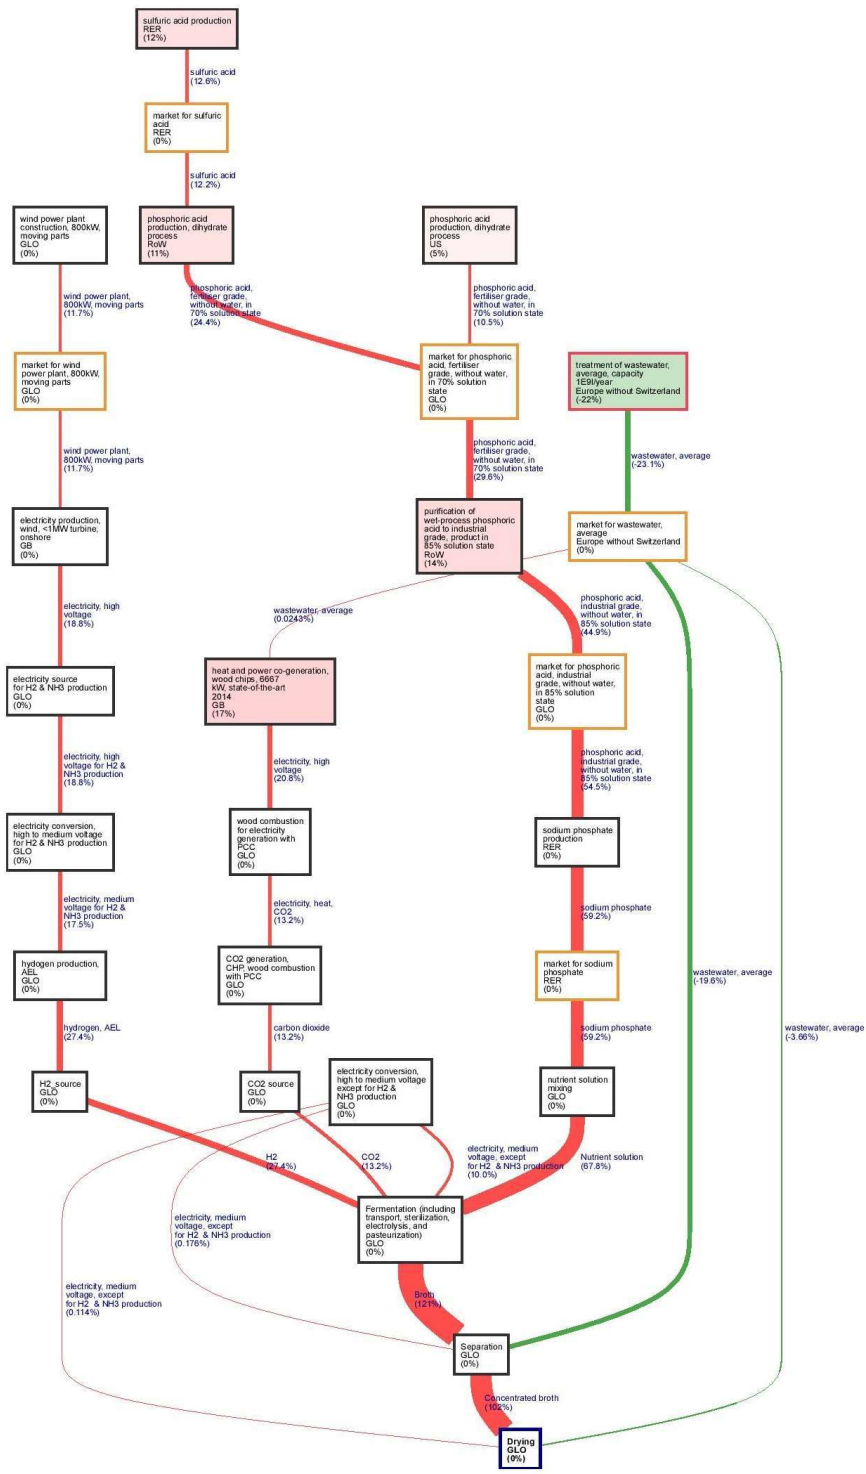 sulfuric acid production
RER
(12%)
sulfuric acid
(12.6%)
market for sulfuric
acid
RER
(0%)
sulfuric acid
(12.2%)
wind power plant
construction, 800kW,
moving parts
GLO
(0%)
phosphoric acid
production, dihydrate
process
RoW
(11%)
phosphoric acid
production, dihydrate
process
US
(5%)
wind power plant,
800kW, moving parts
(11.7%)
phosphoric acid,
fertiliser grade,
without water, in
70% solution state
(24.4%)
phosphoric acid,
fertiliser grade,
without water, in
70% solution state
(10.5%)
market for wind
power plant, 800kW,
moving parts
GLO
(0%)
market for phosphoric
acid, fertiliser
grade, without water,
in 70% solution
state
GLO
(0%)
treatment of wastewater,
average, capacity
1E9l/year
Europe without Switzerland
(-22%)
wind power plant,
800kW, moving parts
(11.7%)
phosphoric acid,
fertiliser grade,
without water, in
70% solution state
(29.6%)
wastewater, average
(-23.1%)
electricity production,
wind, <1MW turbine,
onshore
GB
(0%)
purification of
wet-process phosphoric
acid to industrial
grade, product in
85% solution state
RoW
(14%)
market for wastewater,
average
Europe without Switzerland
(0%)
electricity, high
voltage
(18.8%)
wastewater, average
(0.0243%)
phosphoric acid,
industrial grade,
without water, in
85% solution state
(44.9%)
electricity source
for H2 & NH3 production
GLO
(0%)
heat and power co-generation,
wood chips, 6667
kW, state-of-the-art
2014
GB
(17%)
market for phosphoric
acid, industrial
grade, without water,
in 85% solution
state
GLO
(0%)
electricity, high
voltage for H2 &
NH3 production
(18.8%)
electricity, high
voltage
(20.8%)
phosphoric acid,
industrial grade,
without water, in
85% solution state
(54.5%)
electricity conversion,
high to medium voltage
for H2 & NH3 production
GLO
(0%)
wood combustion
for electricity
generation with
PCC
GLO
(0%)
sodium phosphate
production
RER
(0%)
electricity, medium
voltage for H2 &
NH3 production
(17.5%)
electricity, heat,
CO2
(13.2%)
sodium phosphate
(59.2%)
hydrogen production,
AEL
GLO
(0%)
CO2 generation,
CHP, wood combustion
with PCC
GLO
(0%)
market for sodium
phosphate
RER
(0%)
wastewater, average
(-19.6%)
hydrogen, AEL
(27.4%)
carbon dioxide
(13.2%)
sodium phosphate
(59.2%)
wastewater, average
(-3.66%)
H2_source
GLO
(0%)
CO2 source
GLO
(0%)
electricity conversion,
high to medium voltage
except for H2 &
NH3 production
GLO
(0%)
nutrient solution
mixing
GLO
(0%)
H2
(27.4%)
CO2
(13.2%)
electricity, medium
voltage, except
for H2 & NH3 production
(10.0%)
Nutrient solution
(67.8%)
electricity, medium
voltage, except
for H2 & NH3 production
(0.176%)
Fermentation (including
transport, sterilization,
electrolysis, and
pasteurization)
GLO
(0%)
electricity, medium
voltage, except
for H2 & NH3 production
(0.114%)
Broth
(121%)
Separation
GLO
(0%)
Concentrated broth
(102%)
Drying
GLO
(0%)